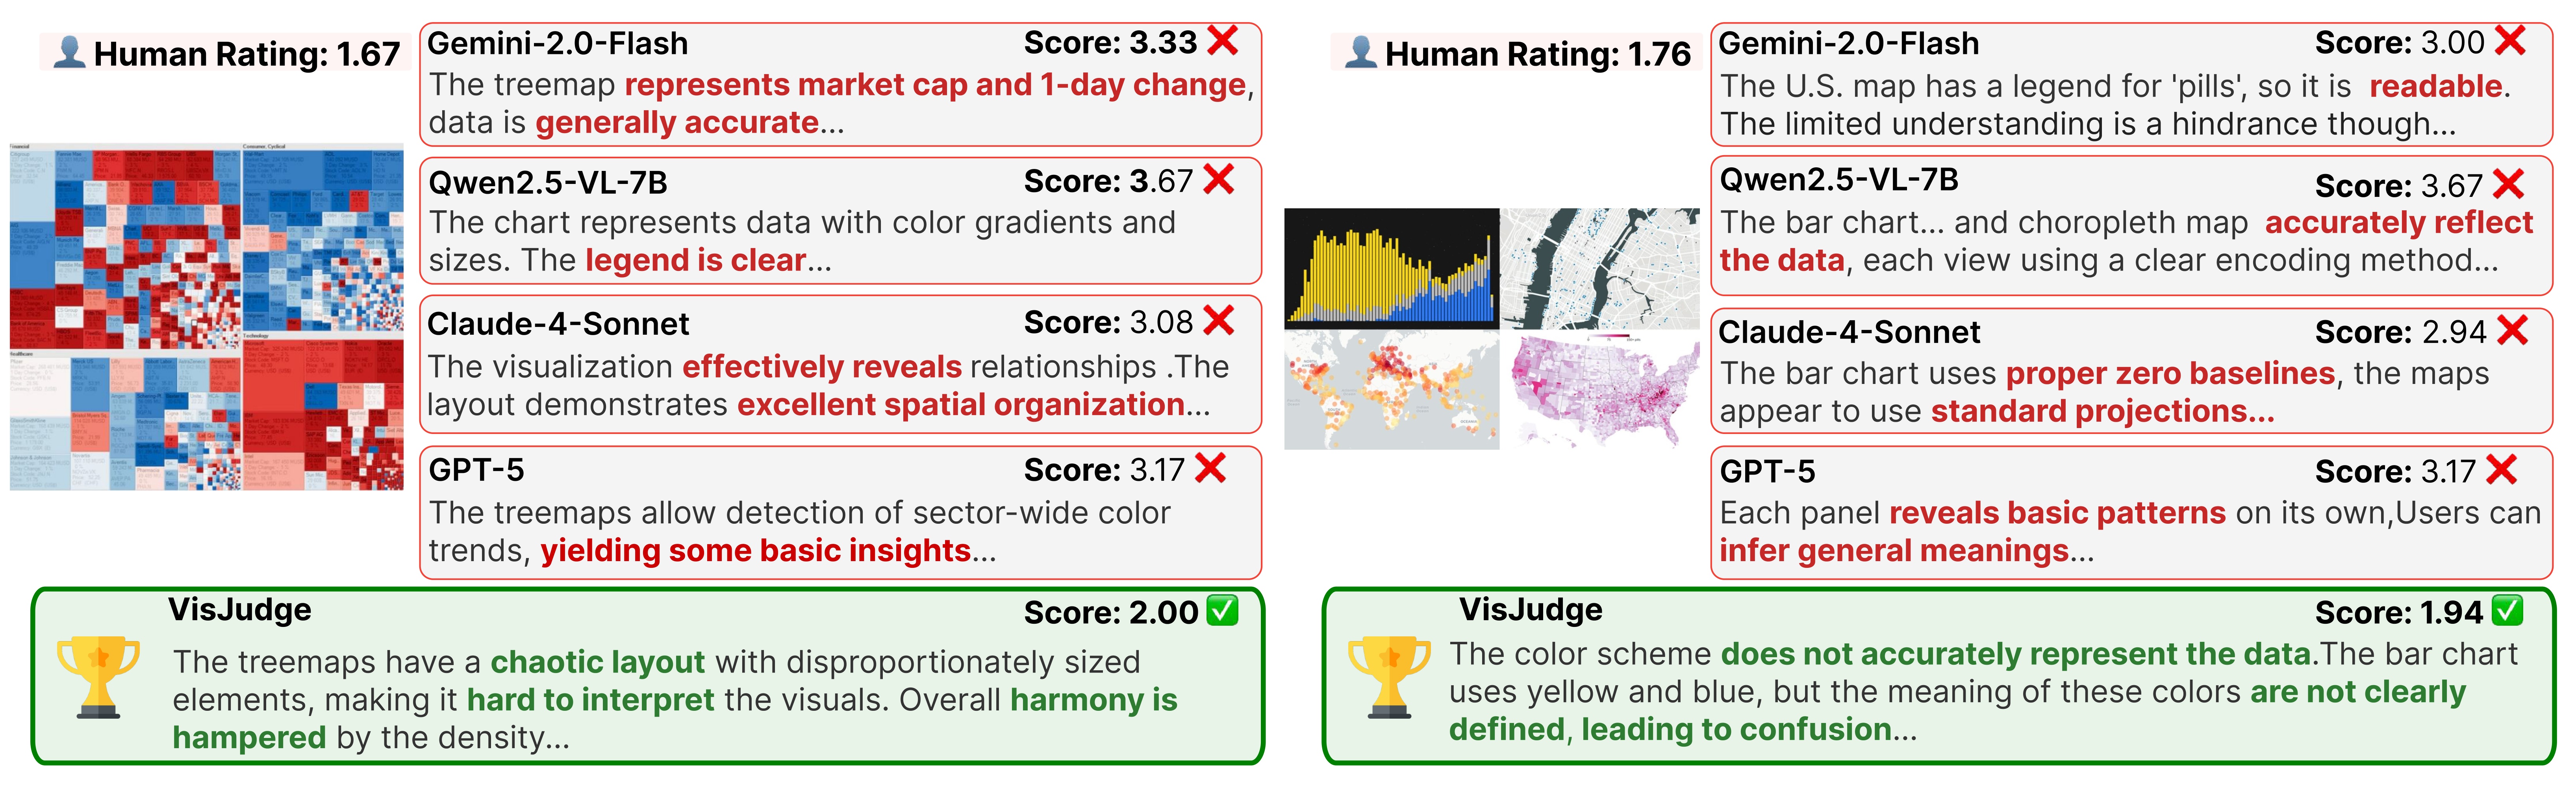 Human Rating: 1.67
Gemini-2.0-Flash Score: 3.33
The treemap represents market cap and 1-day change,
data is generally accurate...
Qwen2.5-VL-7B Score: 3.67
The chart represents data with color gradients and
sizes. The legend is clear...
Claude-4-Sonnet Score: 3.08
The visualization effectively reveals relationships .The
layout demonstrates excellent spatial organization...
GPT-5 Score: 3.17
The treemaps allow detection of sector-wide color
trends, yielding some basic insights...
Financial
Consumer, Cyclical
Healthcare
Technology
VisJudge Score: 2.00
The treemaps have a chaotic layout with disproportionately sized
elements, making it hard to interpret the visuals. Overall harmony is
hampered by the density...
Human Rating: 1.76
Gemini-2.0-Flash Score: 3.00
The U.S. map has a legend for 'pills', so it is readable.
The limited understanding is a hindrance though...
Qwen2.5-VL-7B Score: 3.67
The bar chart... and choropleth map accurately reflect
the data, each view using a clear encoding method...
Claude-4-Sonnet Score: 2.94
The bar chart uses proper zero baselines, the maps
appear to use standard projections...
GPT-5 Score: 3.17
Each panel reveals basic patterns on its own,Users can
infer general meanings...
VisJudge Score: 1.94
The color scheme does not accurately represent the data.The bar chart
uses yellow and blue, but the meaning of these colors are not clearly
defined, leading to confusion...